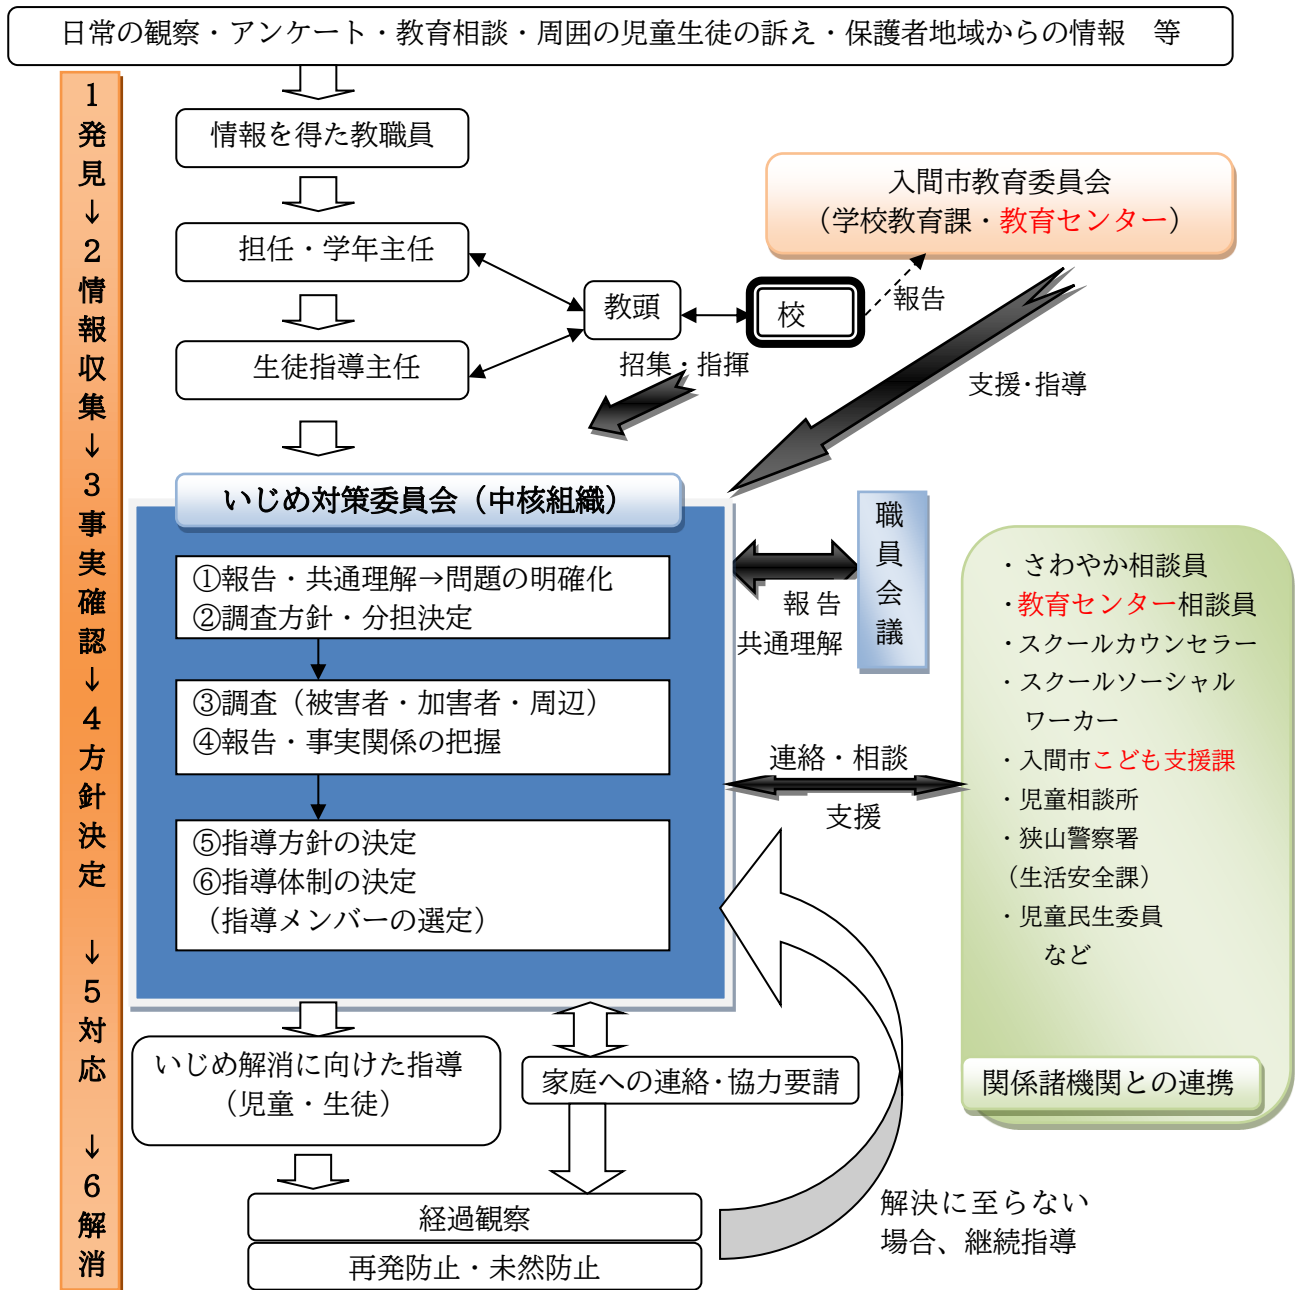 日常の観察・アンケート・教育相談・周囲の児童生徒の訴え・保護者地域からの情報　等
1発見↓2情報収集↓3事実確認↓4方針決定　↓5対応　↓6解消
情報を得た教職員
担任・学年主任
生徒指導主任
教頭
校
報告
入間市教育委員会
（学校教育課・教育センター）
招集・指揮
支援・指導
いじめ対策委員会（中核組織）
①報告・共通理解→問題の明確化
②調査方針・分担決定
③調査（被害者・加害者・周辺）
④報告・事実関係の把握
⑤指導方針の決定
⑥指導体制の決定
（指導メンバーの選定）
職員会議
報 告
共通理解
連絡・相談
支援
・さわやか相談員
・教育センター相談員
・スクールカウンセラー
・スクールソーシャル
ワーカー
・入間市こども支援課
・児童相談所
・狭山警察署
（生活安全課）
・児童民生委員
など
関係諸機関との連携
いじめ解消に向けた指導
（児童・生徒）
家庭への連絡・協力要請
経過観察
再発防止・未然防止
解決に至らない
場合、継続指導